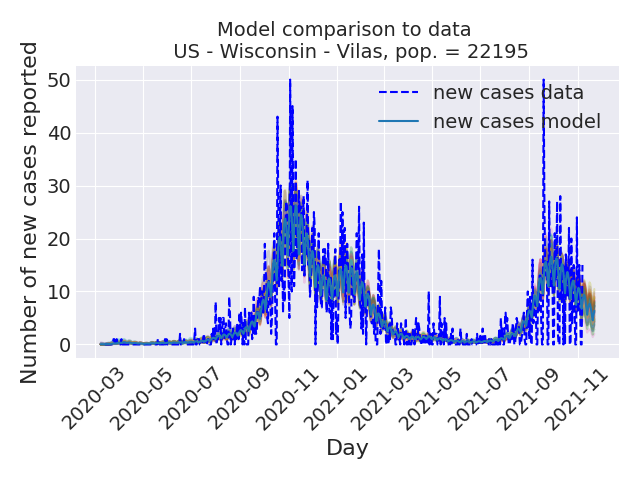 Model comparison to data
US - Wisconsin - Vilas, pop. = 22195
Number of new cases reported
50
40
30
20
10
0
new cases data
new cases model
2020-03
2020-05
2020-07
2020-09
2020-11
2021-01
2021-03
2021-05
2021-07
2021-09
2021-11
Day